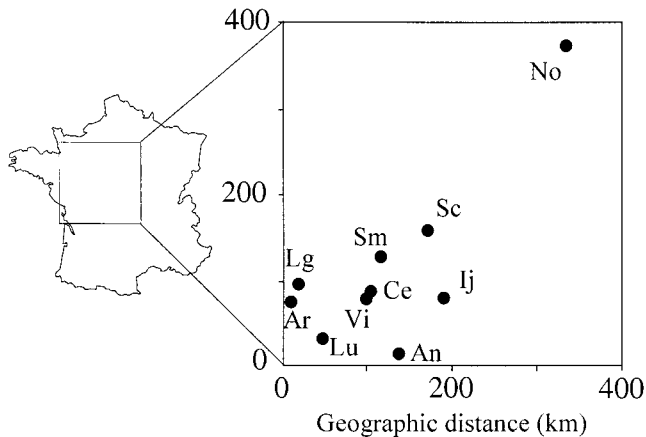 400
No
200
Sc
Sm
Lg
Ce
Ij
Ar
Vi
Lu
An
0
0
200
400
Geographic distance (km)